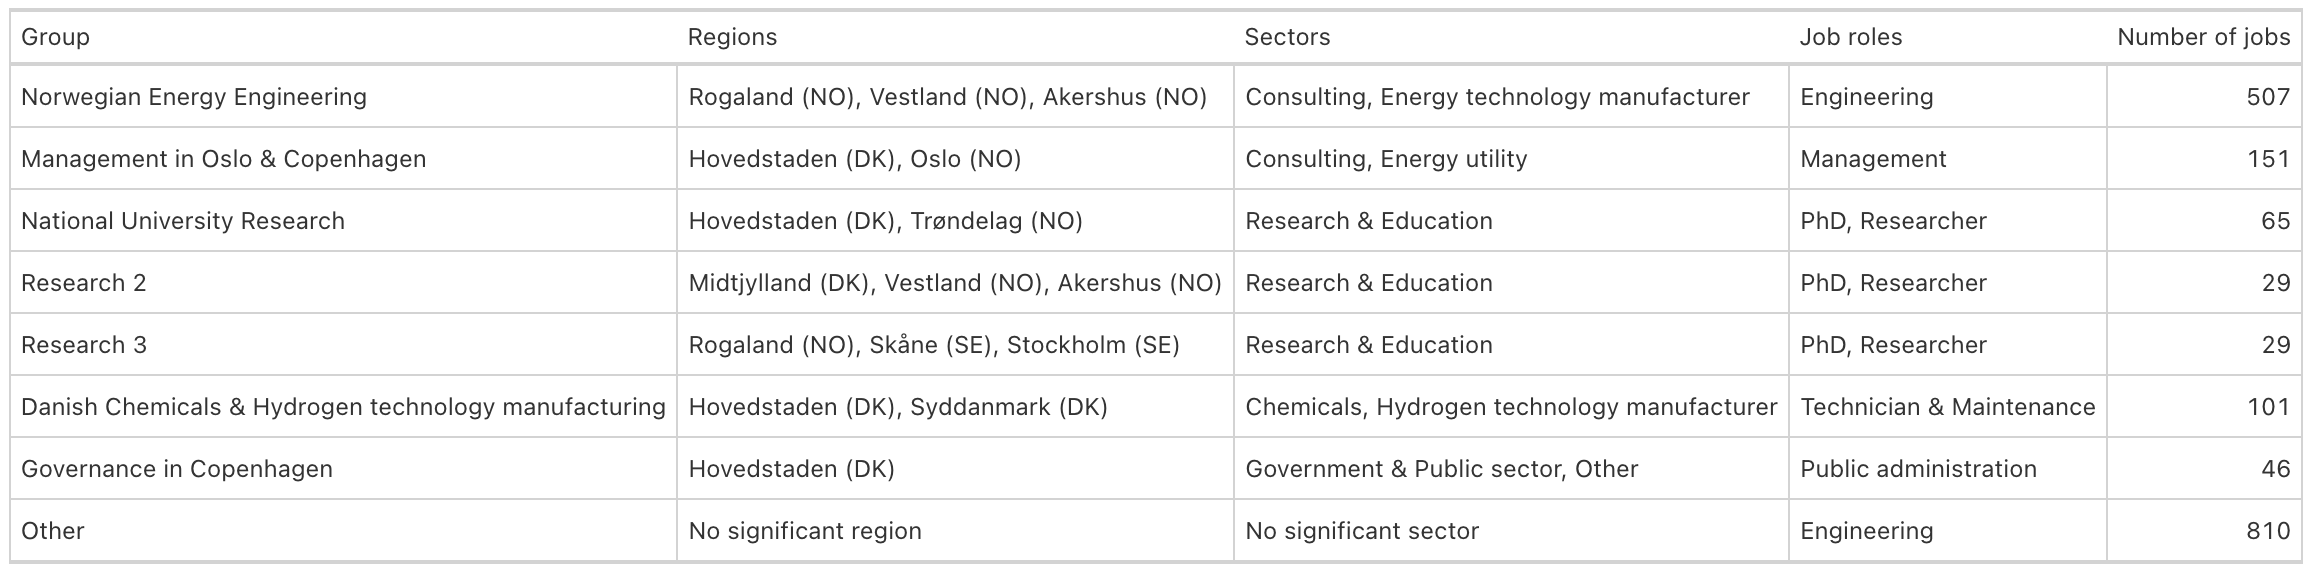 Group Regions Sectors Job roles Number of jobs
Norwegian Energy Engineering Rogaland (NO), Vestland (NO), Akershus (NO) Consulting, Energy technology manufacturer Engineering 507
Management in Oslo & Copenhagen Hovedstaden (DK), Oslo (NO) Consulting, Energy utility Management 151
National University Research Hovedstaden (DK), Trøndelag (NO) Research & Education PhD, Researcher 65
Research 2 Midtjylland (DK), Vestland (NO), Akershus (NO) Research & Education PhD, Researcher 29
Research 3 Rogaland (NO), Skåne (SE), Stockholm (SE) Research & Education PhD, Researcher 29
Danish Chemicals & Hydrogen technology manufacturing Hovedstaden (DK), Syddanmark (DK) Chemicals, Hydrogen technology manufacturer Technician & Maintenance 101
Governance in Copenhagen Hovedstaden (DK) Government & Public sector, Other Public administration 46
Other No significant region No significant sector Engineering 810